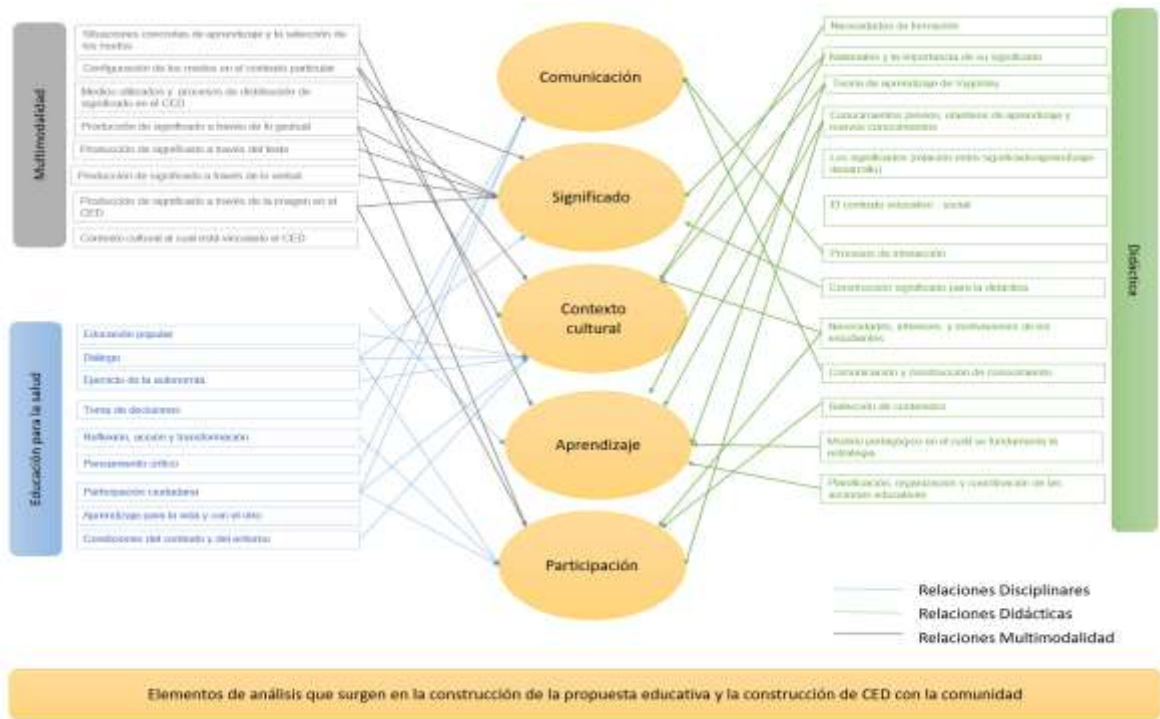 Multimodalidad
Situaciones concretas de aprendizaje y la selección de
los modos
Configuración de los modos en el contexto particular
Medios utilizados y procesos de distribución de
significado en el CED
Producción de significado a través de lo gestual
Producción de significado a través del texto
Producción de significado a través de lo verbal
Producción de significado a través de la imagen en el
CED
Contexto cultural al cual está vinculado el CED
Educación para la salud
Educación popular
Diálogo
Ejercicio de la autonomía
Toma de decisiones
Reflexión, acción y transformación
Pensamiento crítico
Participación ciudadana
Aprendizaje para la vida y con el otro
Condiciones del contexto y del entorno
Comunicación
Significado
Contexto
cultural
Aprendizaje
Participación
Necesidades de formación
Materiales y la importancia de su significado
Teoría de aprendizaje de Vygotsky
Conocimientos previos, objetivos de aprendizaje y
nuevos conocimientos
Los significados (relación entre significado/aprendizaje
desarrollo)
El contexto educativo - social
Procesos de interacción
Construcción significado para la didáctica
Necesidades, intereses, y motivaciones de los
estudiantes
Comunicación y construcción de conocimiento
Selección de contenidos
Modelo pedagógico en el cual se fundamenta la
estrategia
Planificación, organización y coordinación de las
acciones educativas
Didáctica
Relaciones Disciplinares
Relaciones Didácticas
Relaciones Multimodalidad
Elementos de análisis que surgen en la construcción de la propuesta educativa y la construcción de CED con la comunidad